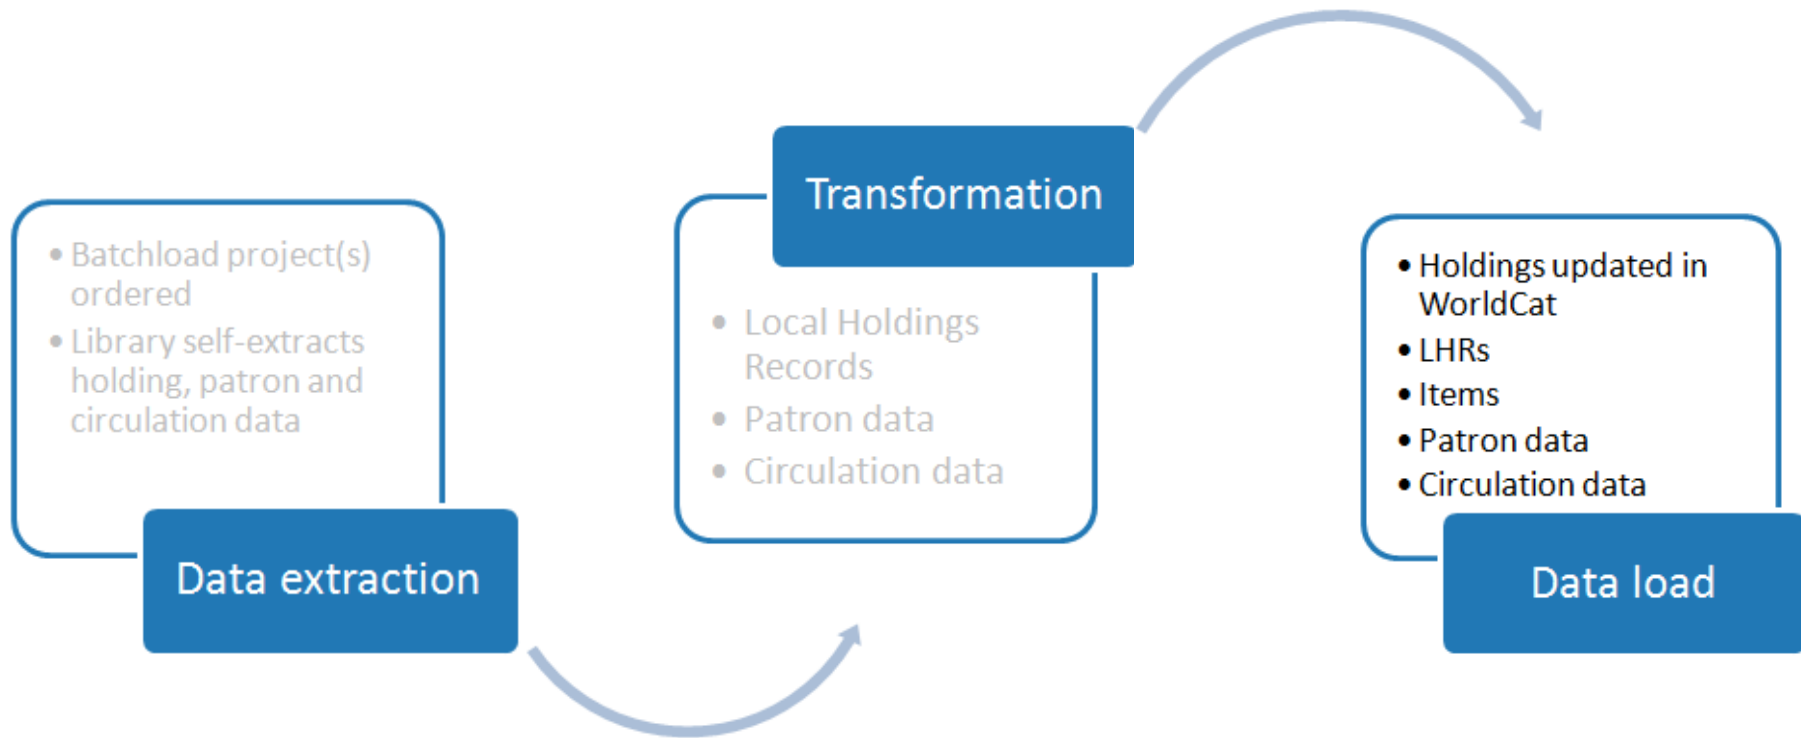 • Batchload project(s)
ordered
• Library self-extracts
holding, patron and
circulation data
Data extraction
Transformation
• Local Holdings
Records
• Patron data
• Circulation data
• Holdings updated in
WorldCat
• LHRs
• Items
• Patron data
• Circulation data
Data load